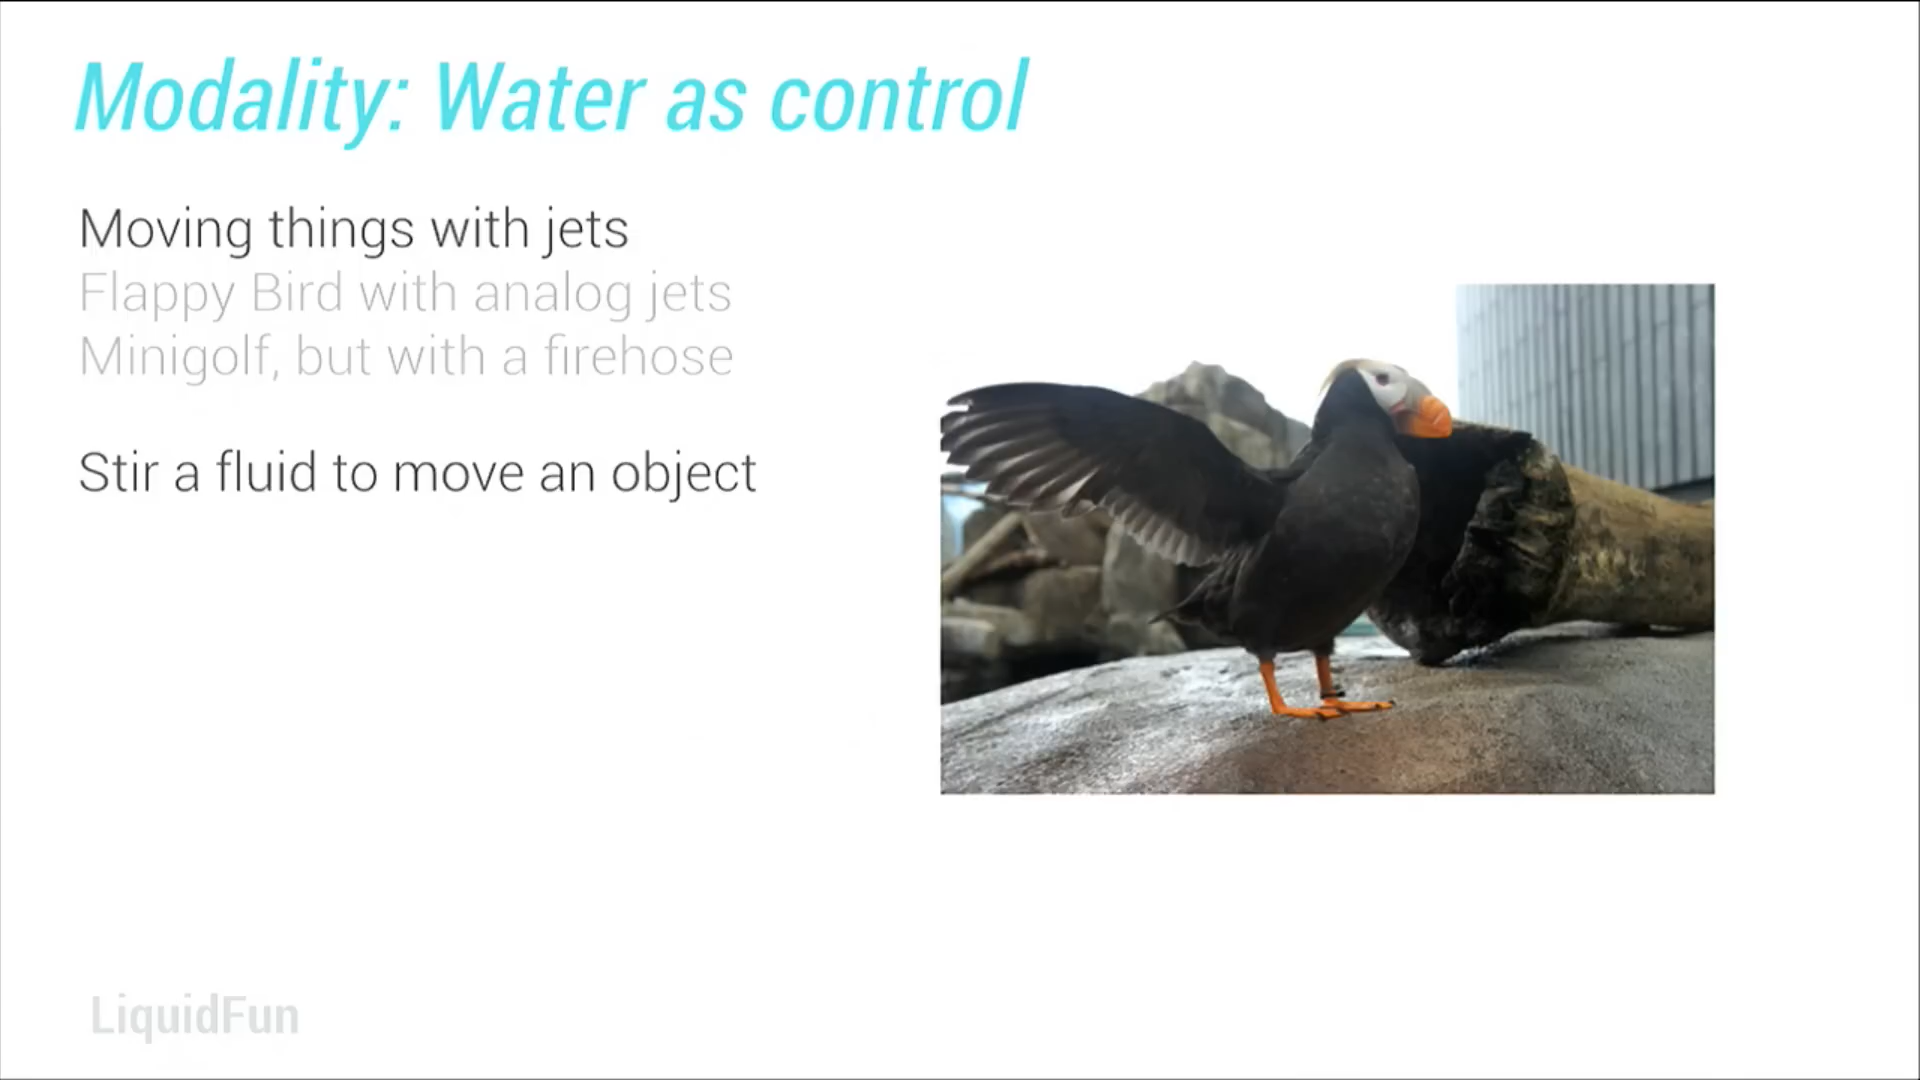 Modality: Water as control
Moving things with jets
Flappy Bird with analog jets
Minigolf, but with a firehose
Stir a fluid to move an object
LiquidFun